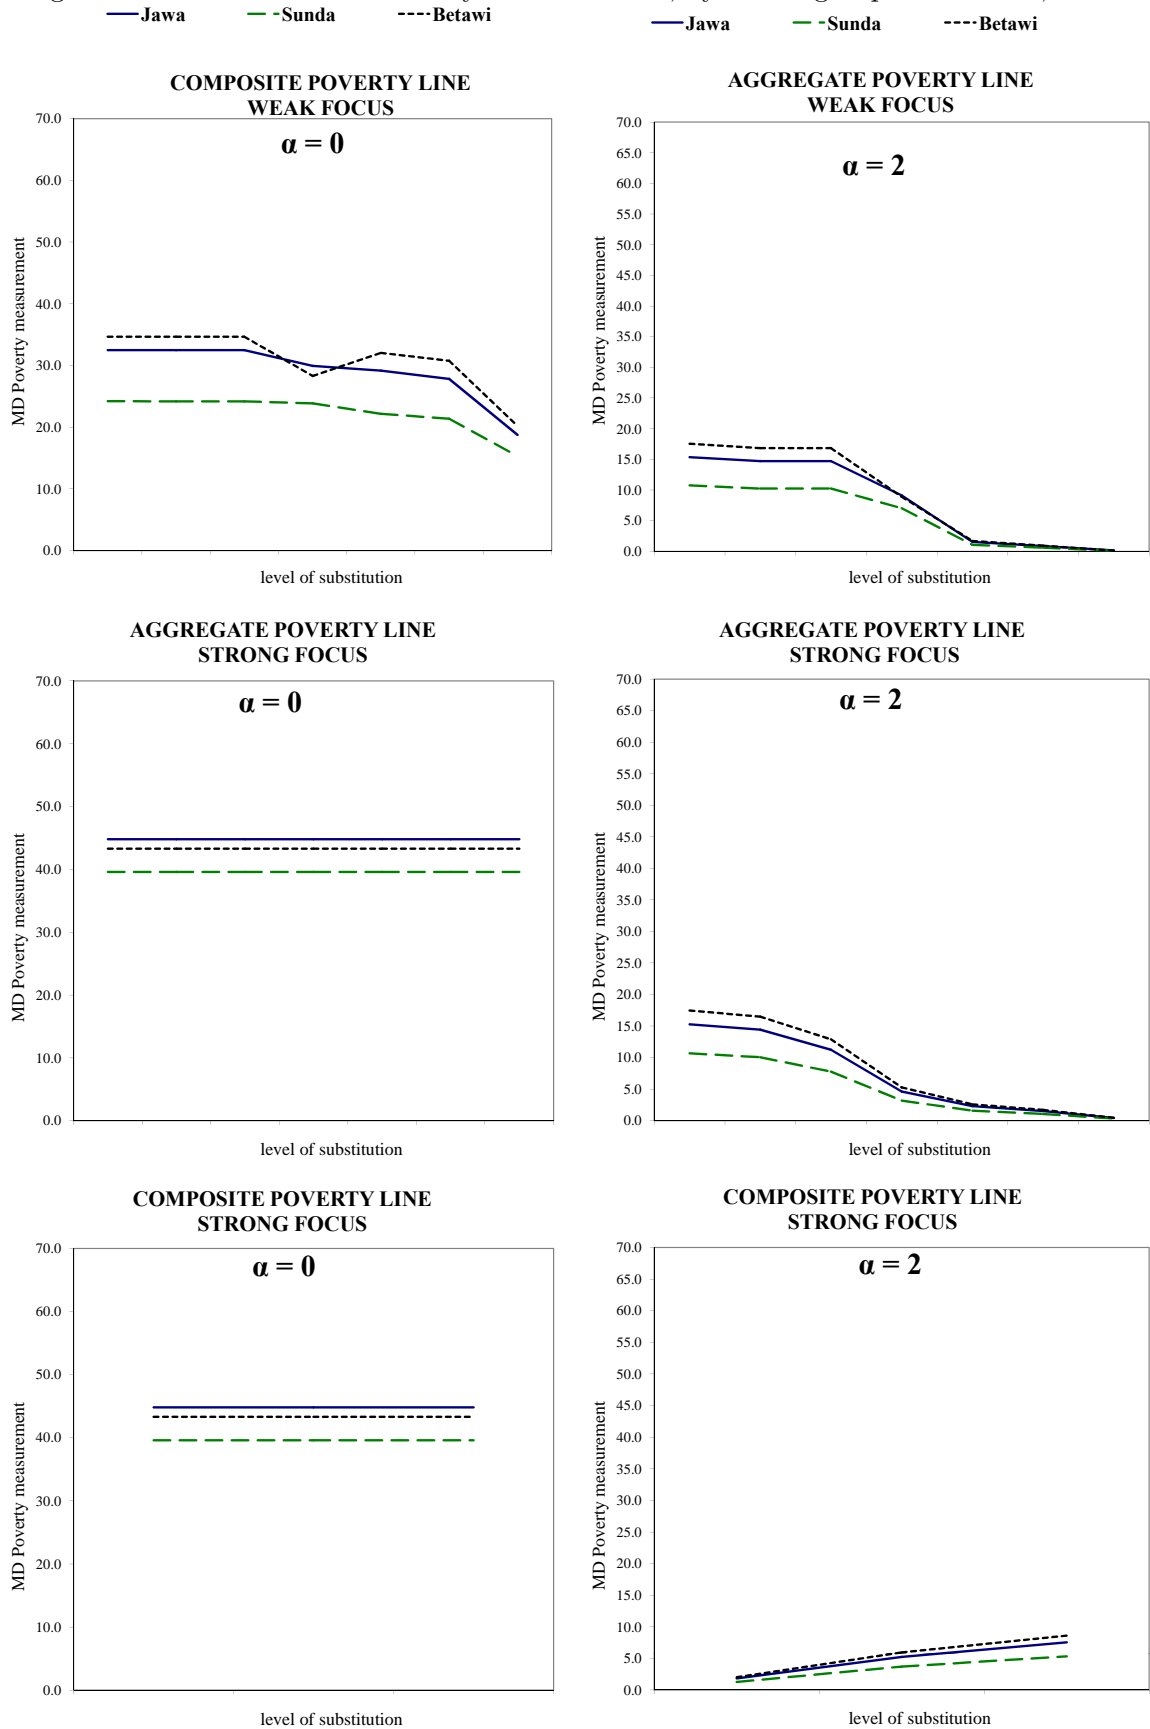 Jawa Sunda Betawi
Jawa Sunda Betawi
COMPOSITE POVERTY LINE
WEAK FOCUS
α = 0
70.0
60.0
50.0
40.0
30.0
20.0
10.0
0.0
MD Poverty measurement
level of substitution
AGGREGATE POVERTY LINE
WEAK FOCUS
α = 2
70.0
65.0
60.0
55.0
50.0
45.0
40.0
35.0
30.0
25.0
20.0
15.0
10.0
5.0
0.0
MD Poverty measurement
level of substitution
AGGREGATE POVERTY LINE
STRONG FOCUS
α = 0
70.0
60.0
50.0
40.0
30.0
20.0
10.0
0.0
MD Poverty measurement
level of substitution
AGGREGATE POVERTY LINE
STRONG FOCUS
α = 2
70.0
65.0
60.0
55.0
50.0
45.0
40.0
35.0
30.0
25.0
20.0
15.0
10.0
5.0
0.0
MD Poverty measurement
level of substitution
COMPOSITE POVERTY LINE
STRONG FOCUS
α = 0
70.0
60.0
50.0
40.0
30.0
20.0
10.0
0.0
MD Poverty measurement
level of substitution
COMPOSITE POVERTY LINE
STRONG FOCUS
α = 2
70.0
65.0
60.0
55.0
50.0
45.0
40.0
35.0
30.0
25.0
20.0
15.0
10.0
5.0
0.0
MD Poverty measurement
level of substitution